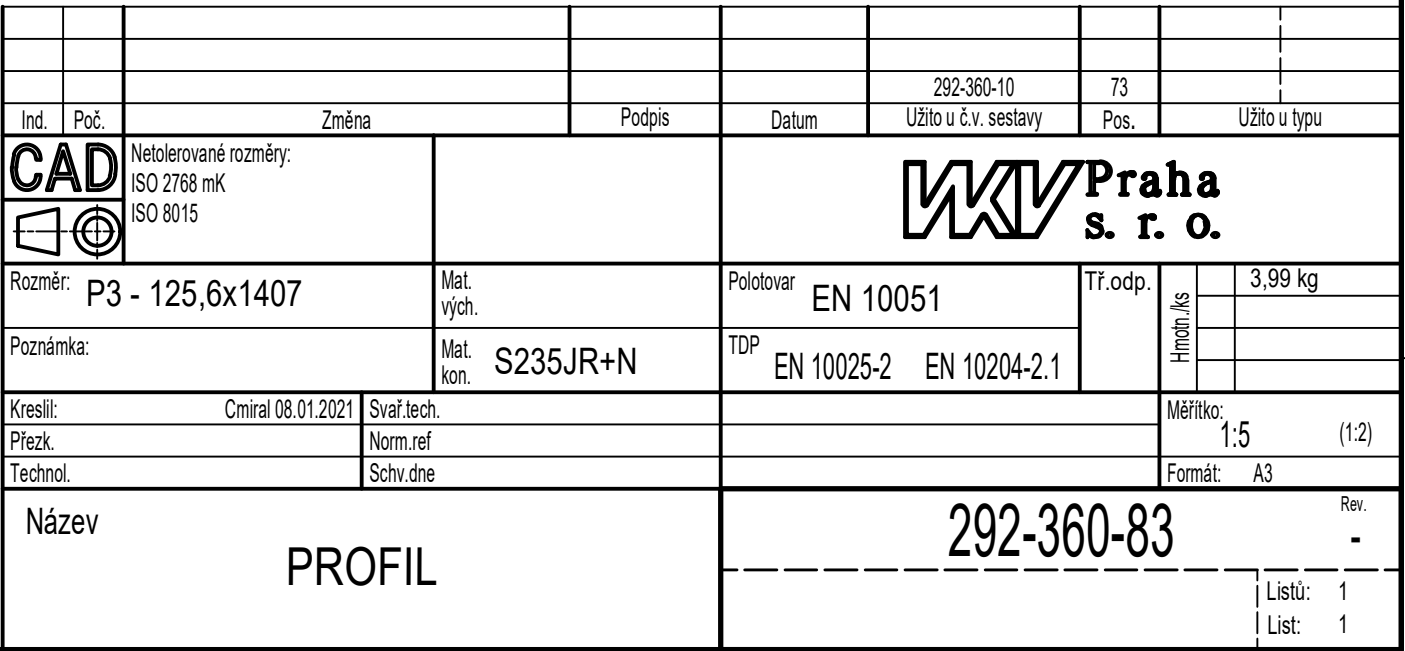 292-360-10 73
Ind. Poč. Změna Podpis Datum Užito u č.v. sestavy Pos. Užito u typu
CAD
Netolerované rozměry:
ISO 2768 mK
ISO 8015
VKV Praha
s. r. o.
Rozměr: P3 - 125,6x1407
Mat.
vých.
Polotovar EN 10051
Tř.odp.
Hmotn./ks
3,99 kg
Poznámka:
Mat.
kon. S235JR+N
TDP EN 10025-2 EN 10204-2.1
Kreslil: Cmiral 08.01.2021 Svař.tech.
Měřítko:
1:5 (1:2)
Přezk. Norm.ref
Technol. Schv.dne
Formát: A3
Název
PROFIL
292-360-83
Rev.
-
Listů: 1
List: 1